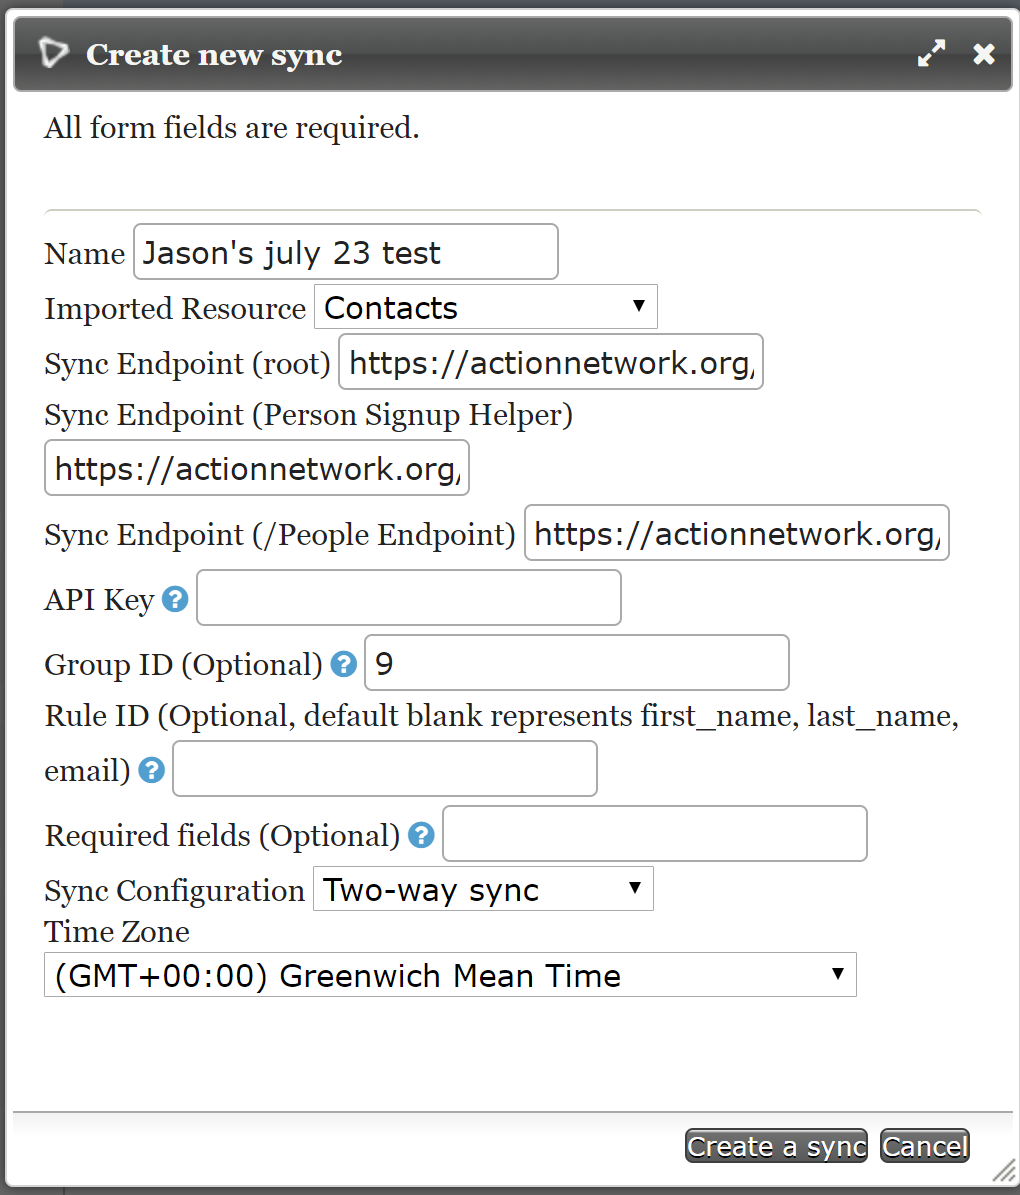 Create new sync
All form fields are required.
Name Jason's july 23 test
Imported Resource Contacts
Sync Endpoint (root) https://actionnetwork.org/
Sync Endpoint (Person Signup Helper)
https://actionnetwork.org/
Sync Endpoint (/People Endpoint) https://actionnetwork.org/
API Key ?
Group ID (Optional) ? 9
Rule ID (Optional, default blank represents first_name, last_name,
email) ?
Required fields (Optional) ?
Sync Configuration Two-way sync
Time Zone
(GMT+00:00) Greenwich Mean Time
Create a sync Cancel